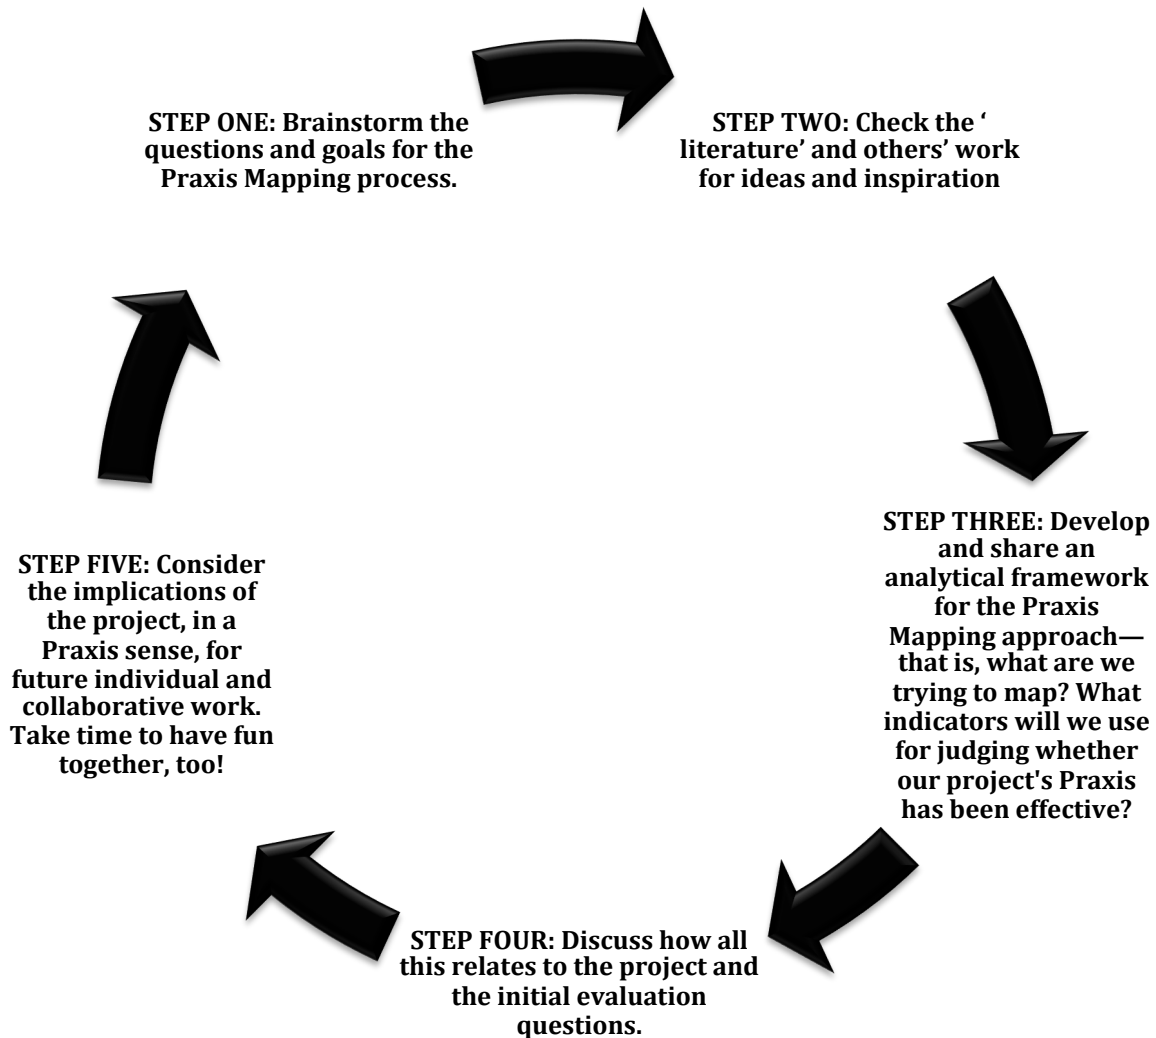 STEP ONE: Brainstorm the
questions and goals for the
Praxis Mapping process.
STEP TWO: Check the ‘
literature’ and others’ work
for ideas and inspiration
STEP THREE: Develop
and share an
analytical framework
for the Praxis
Mapping approach—
that is, what are we
trying to map? What
indicators will we use
for judging whether
our project's Praxis
has been effective?
STEP FOUR: Discuss how all
this relates to the project and
the initial evaluation
questions.
STEP FIVE: Consider
the implications of
the project, in a
Praxis sense, for
future individual and
collaborative work.
Take time to have fun
together, too!